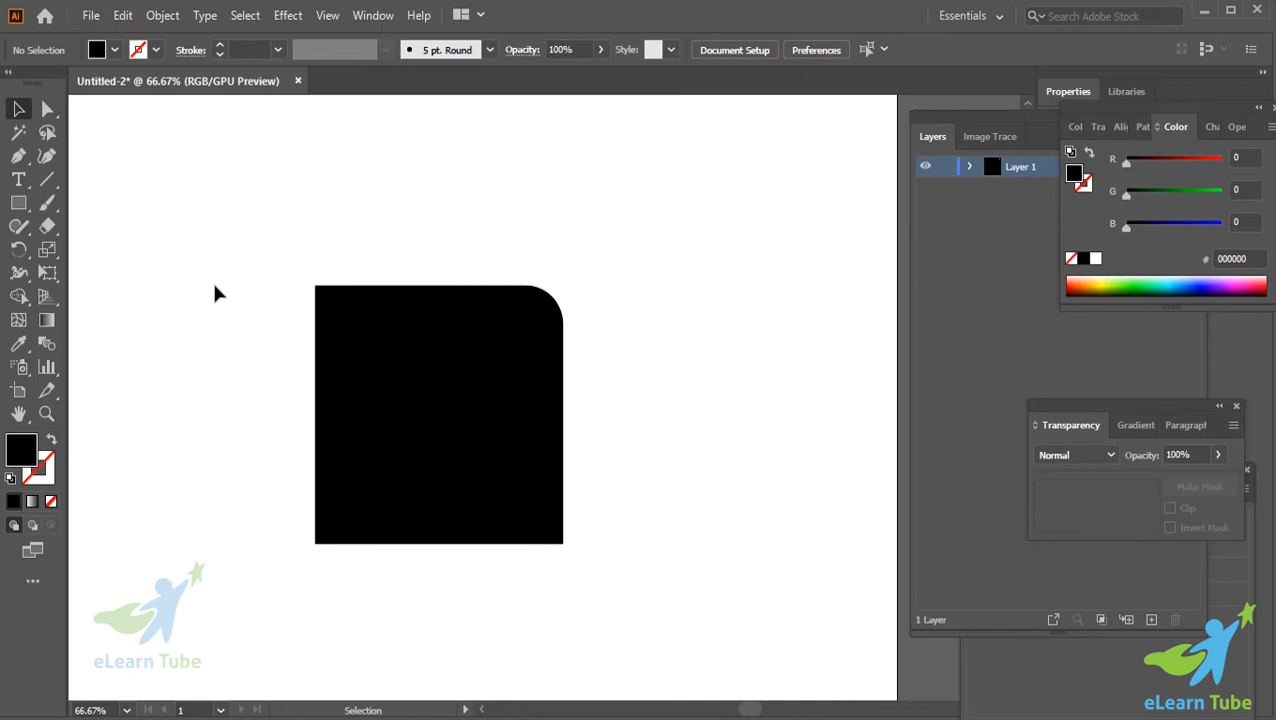 Ai
File Edit Object Type Select Effect View Window Help
Essentials
Search Adobe Stock
No Selection
Stroke:
5 pt. Round
Opacity: 100%
Style:
Document Setup
Preferences
Untitled-2* @ 66.67% (RGB/GPU Preview)
Properties
Libraries
Layers
Image Trace
Layer 1
Col Tra Ali Pat Color Ch Ope
R 0
G 0
B 0
# 000000
Transparency
Gradient
Paragraph
Normal
Opacity: 100%
Make Mask
Clip
Invert Mask
1 Layer
eLearn Tube
eLearn Tube
66.67%
1
Selection